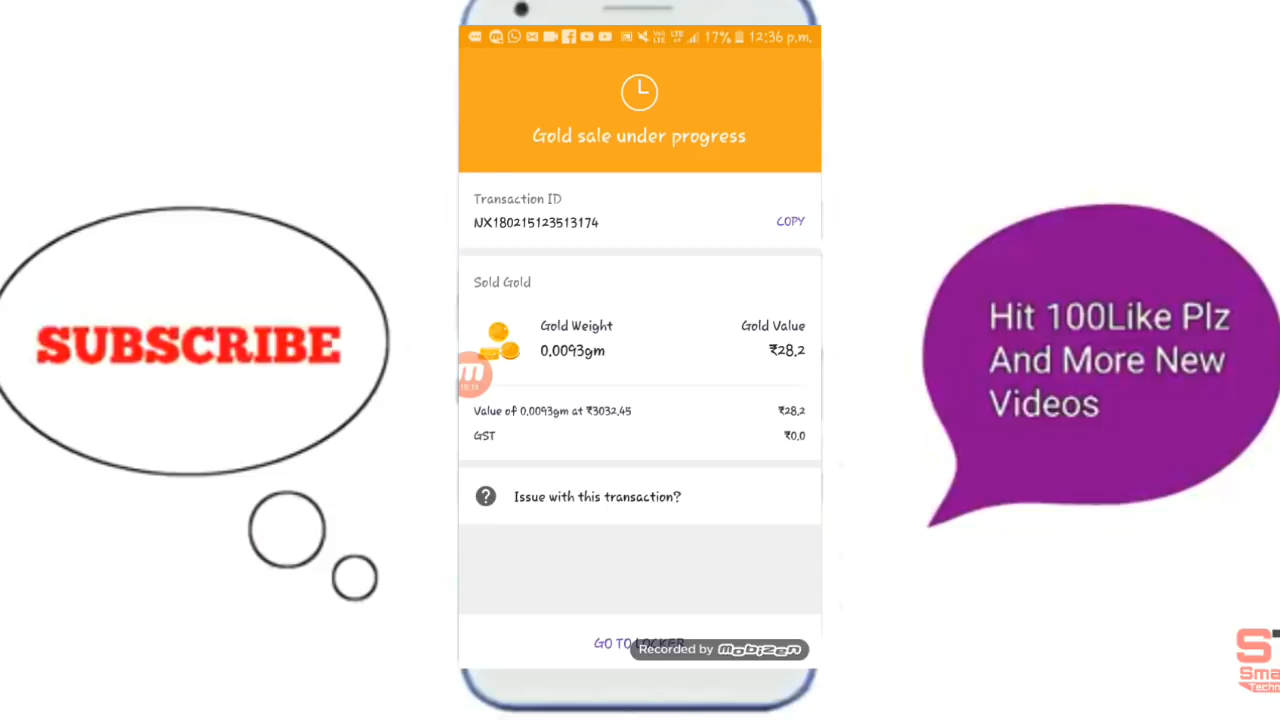 17% 12:36 p.m.
Gold sale under progress
Transaction ID
NX180215123513174 COPY
Sold Gold
Gold Weight Gold Value
0.0093gm ₹28.2
Value of 0.0093gm at ₹3032.45 ₹28.2
GST ₹0.0
? Issue with this transaction?
GO TO LOCKER
Recorded by mobizen
SUBSCRIBE
Hit 100Like Plz
And More New
Videos